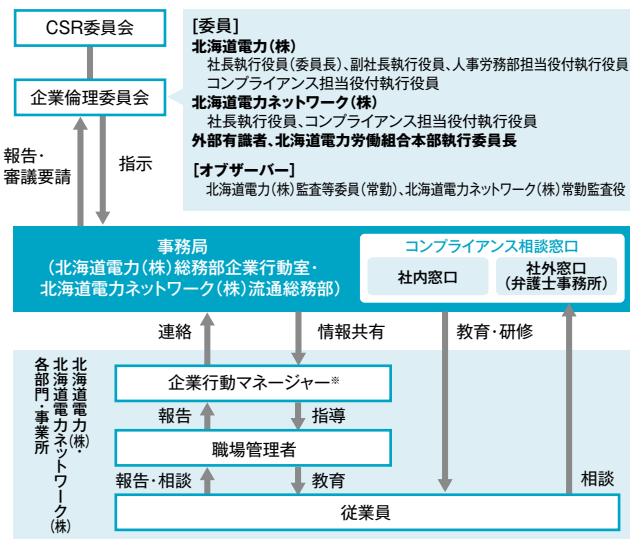 CSR委員会
企業倫理委員会
[委員]
北海道電力(株)
社長執行役員(委員長)、副社長執行役員、人事労務部担当役付執行役員
コンプライアンス担当役付執行役員
北海道電力ネットワーク(株)
社長執行役員、コンプライアンス担当役付執行役員
外部有識者、北海道電力労働組合本部執行委員長
[オブザーバー]
北海道電力(株)監査等委員(常勤)、北海道電力ネットワーク(株)常勤監査役
報告・
審議要請
指示
事務局
(北海道電力(株)総務部企業行動室・
北海道電力ネットワーク(株)流通総務部)
コンプライアンス相談窓口
社内窓口
社外窓口
(弁護士事務所)
連絡
情報共有
教育・研修
北海道電力(株)・
北海道電力ネットワーク(株)
各部門・事業所
企業行動マネージャー※
報告
指導
職場管理者
報告・相談
教育
相談
従業員